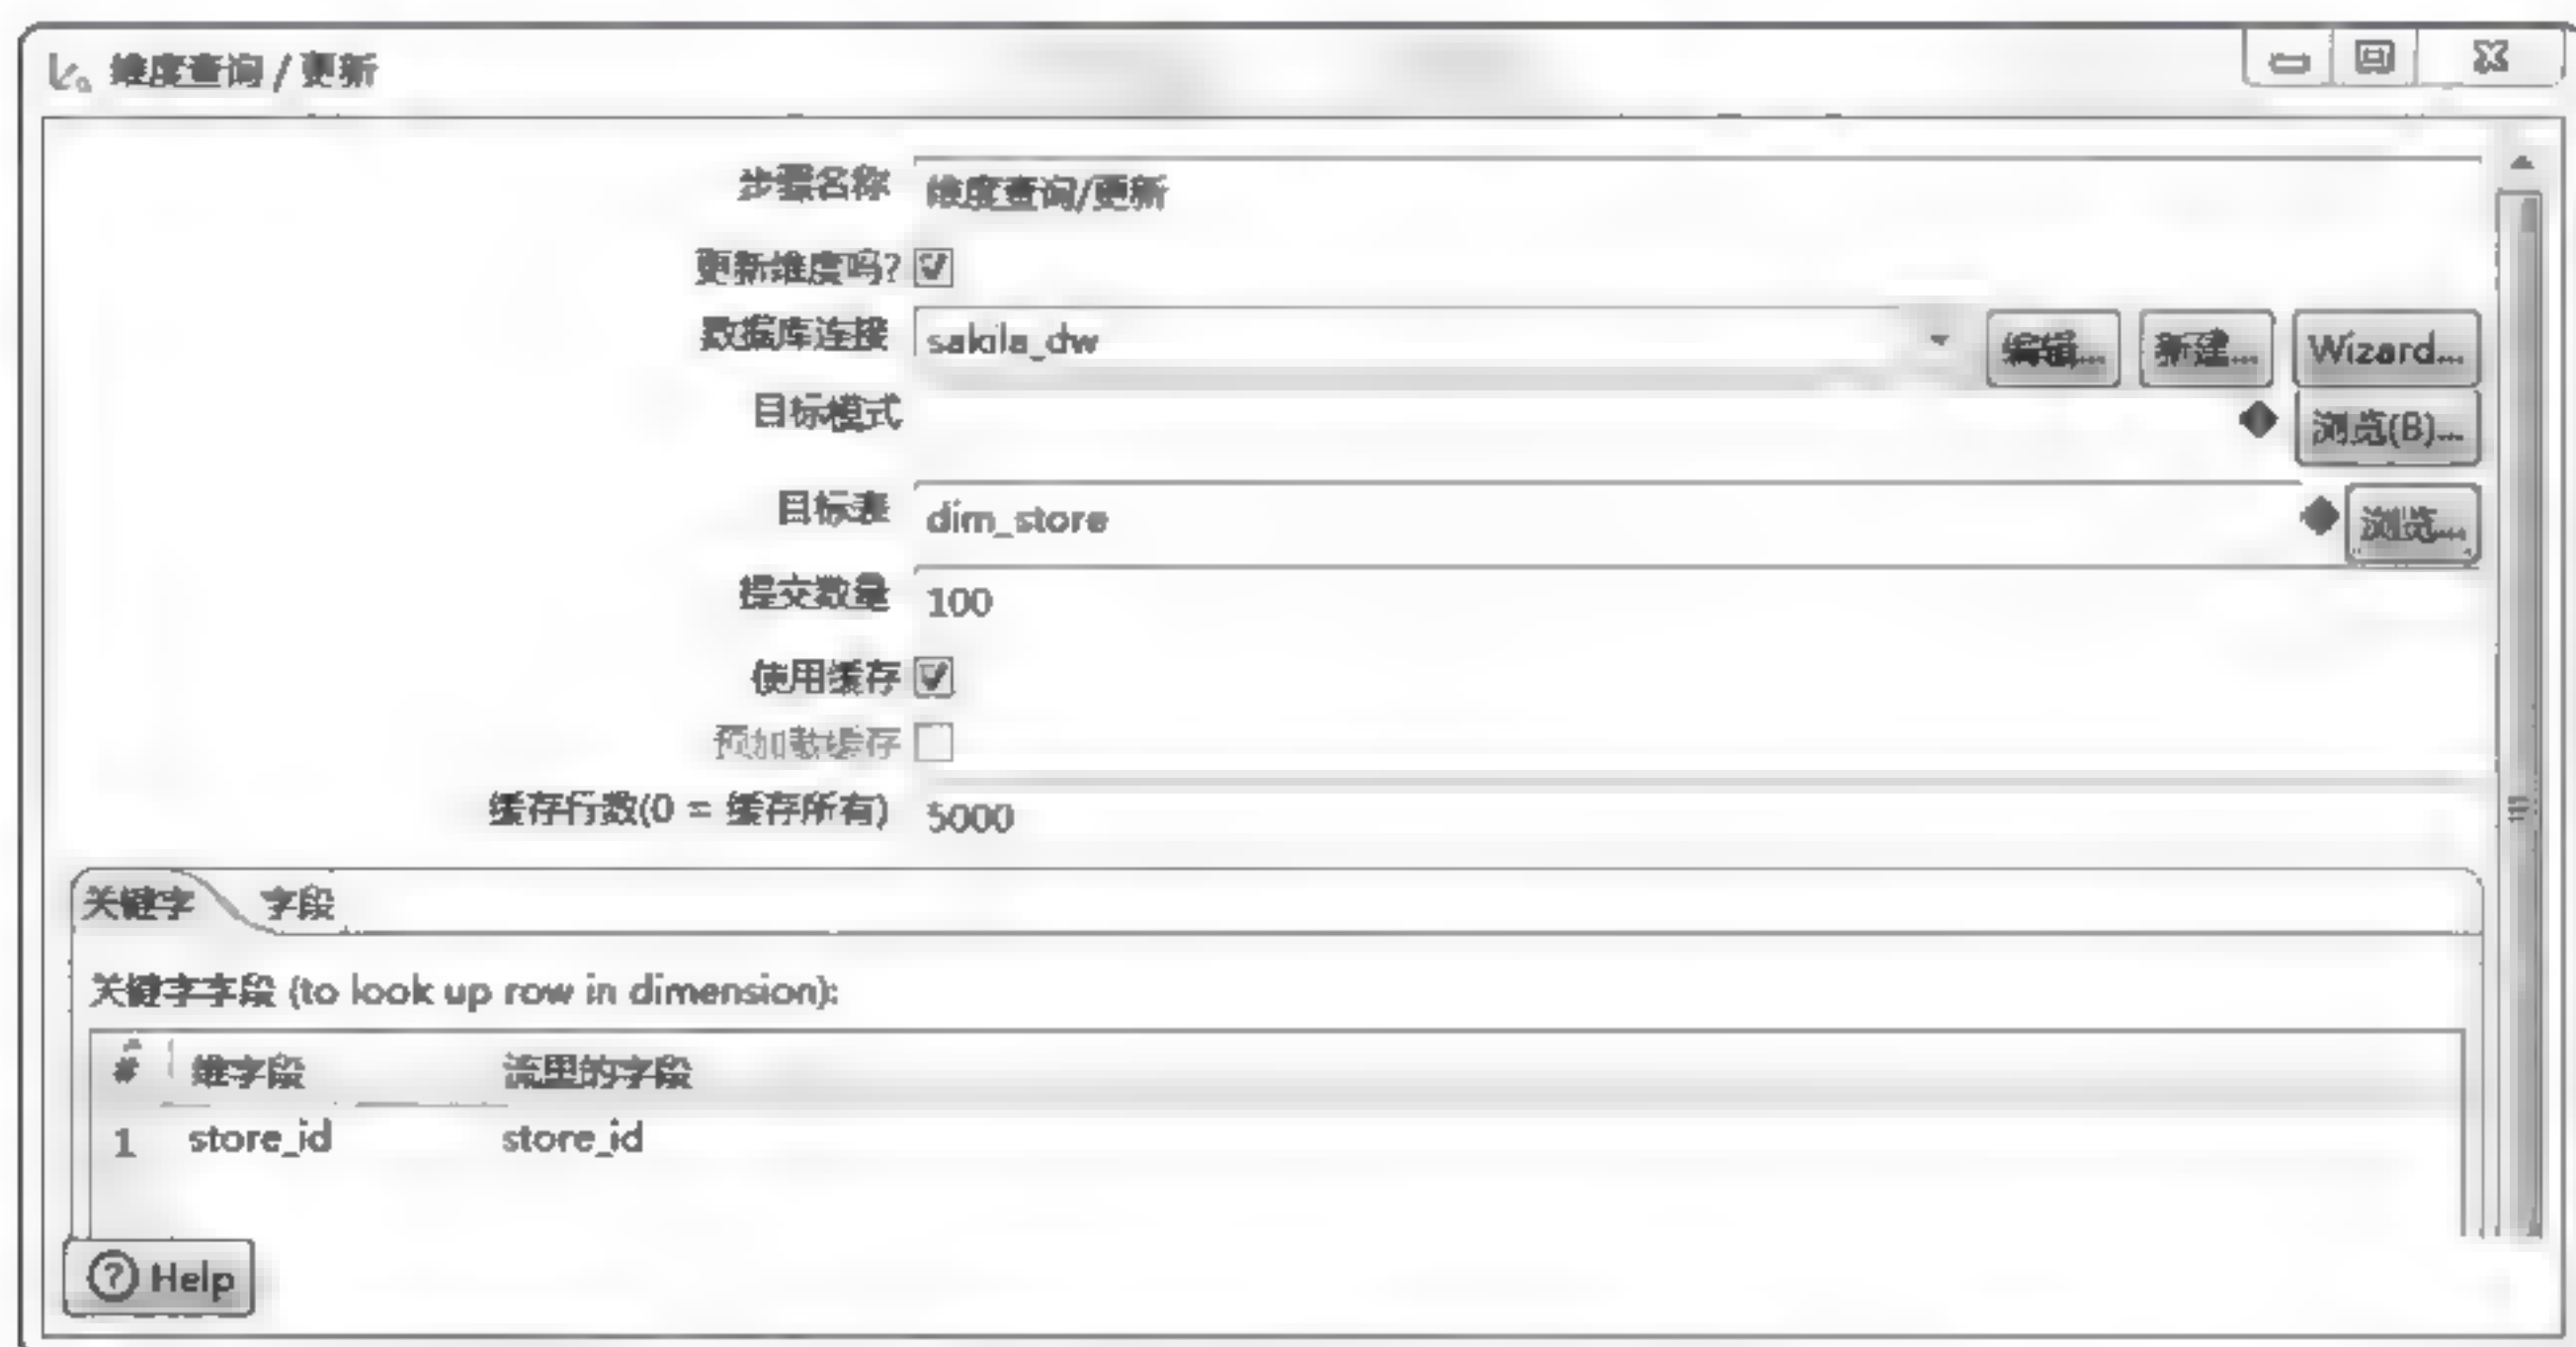 维度查询 / 更新
步骤名称 维度查询/更新
更新维度吗?
数据库连接 sakila_dw 编辑... 新建... Wizard...
目标模式 浏览(B)...
目标表 dim_store 浏览...
提交数量 100
使用缓存
预加载缓存
缓存行数(0 = 缓存所有) 5000
关键字 字段
关键字字段 (to look up row in dimension):
# 维字段 流里的字段
1 store_id store_id
Help